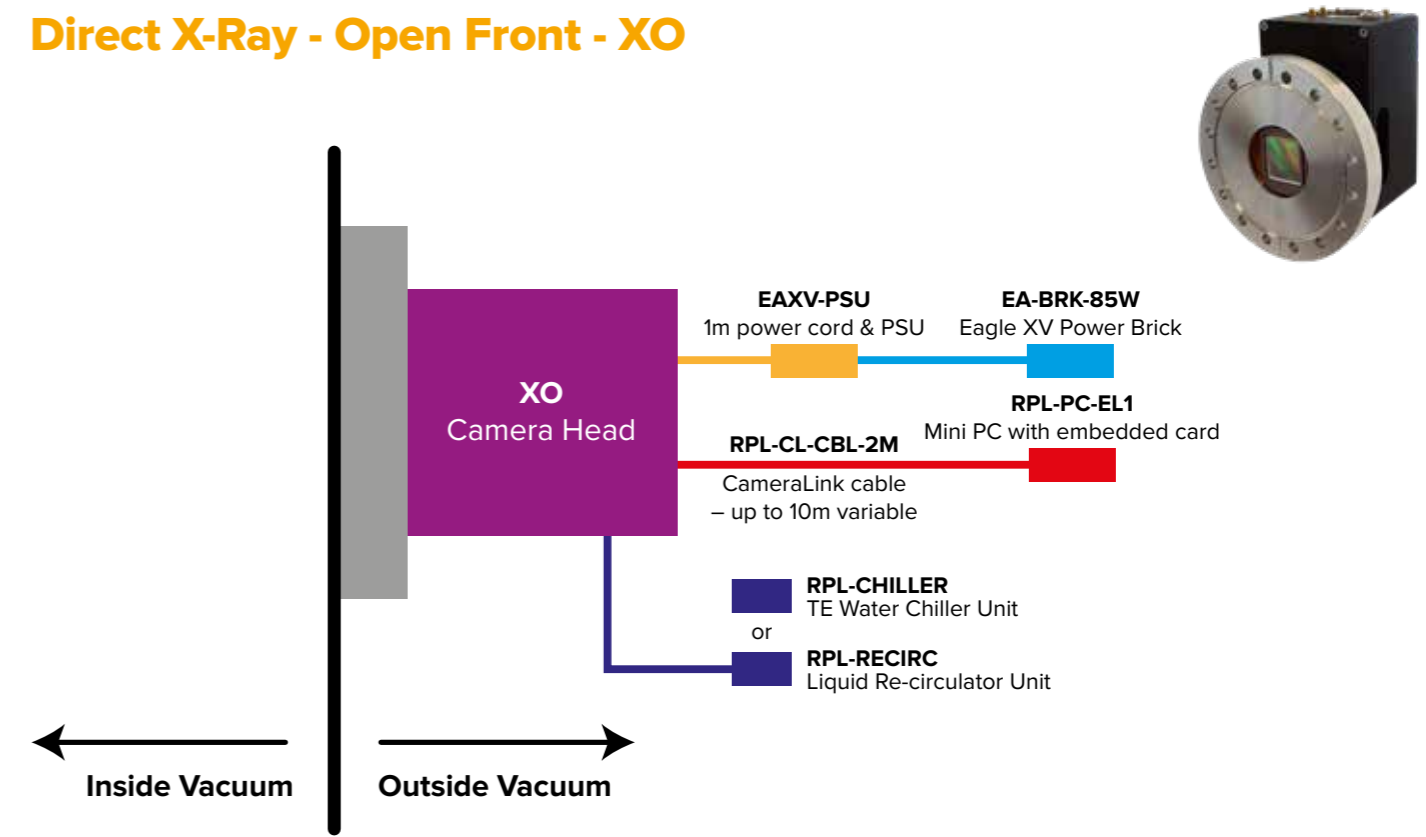 Direct X-Ray - Open Front - XO
EAXV-PSU
1m power cord & PSU
EA-BRK-85W
Eagle XV Power Brick
XO
Camera Head
RPL-PC-EL1
Mini PC with embedded card
RPL-CL-CBL-2M
CameraLink cable
– up to 10m variable
RPL-CHILLER
TE Water Chiller Unit
or
RPL-RECIRC
Liquid Re-circulator Unit
Inside Vacuum
Outside Vacuum